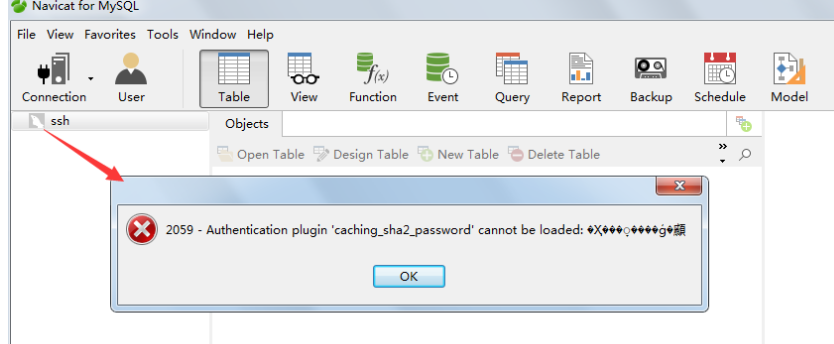 Navicat for MySQL
File View Favorites Tools Window Help
Connection User Table View Function Event Query Report Backup Schedule Model
ssh
Objects
Open Table Design Table New Table Delete Table
2059 - Authentication plugin 'caching_sha2_password' cannot be loaded:
OK